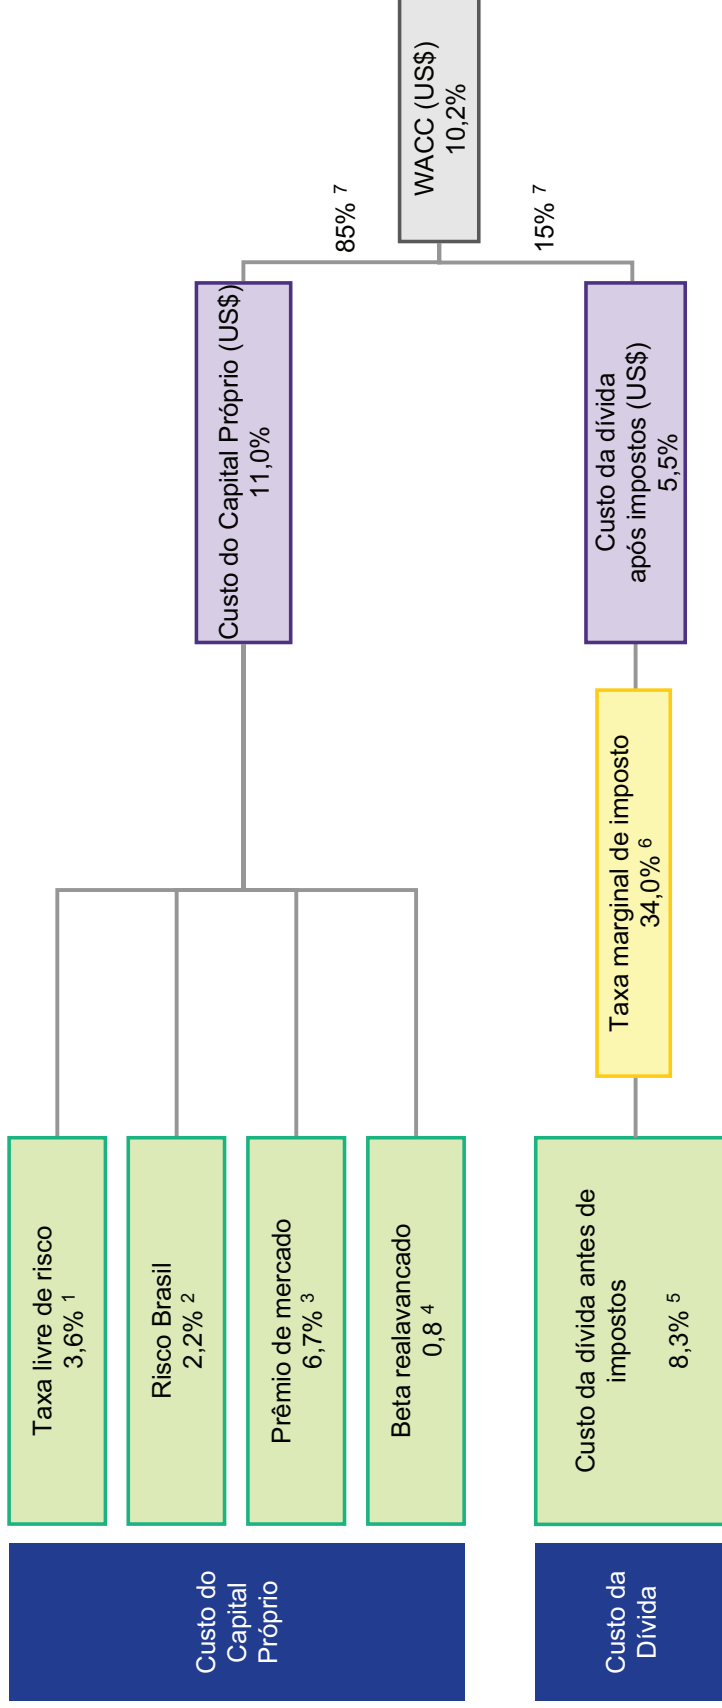 Custo do
Capital
Próprio
Taxa livre de risco
3,6% 1
Risco Brasil
2,2% 2
Prêmio de mercado
6,7% 3
Beta realavancado
0,8 4
Custo do Capital Próprio (US$)
11,0%
85% 7
WACC (US$)
10,2%
15% 7
Custo da
Dívida
Custo da dívida antes de
impostos
8,3% 5
Taxa marginal de imposto
34,0% 6
Custo da dívida
após impostos (US$)
5,5%